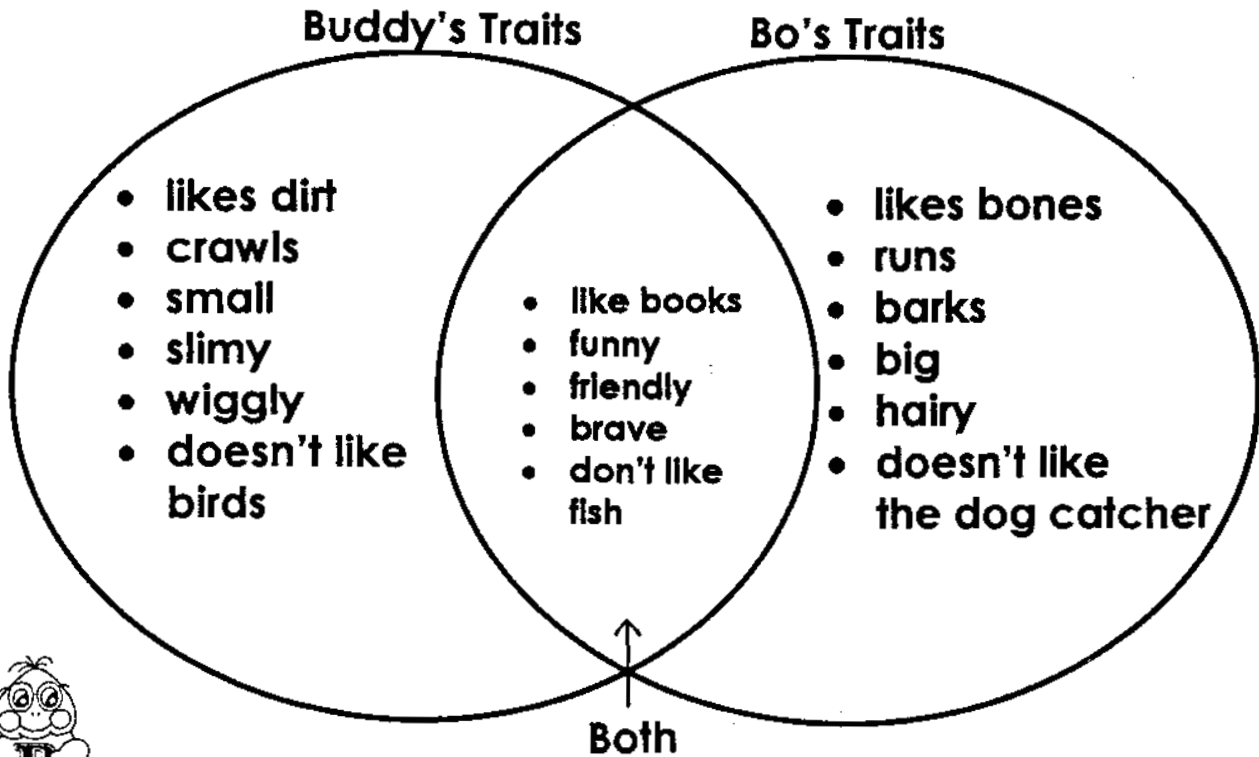 Buddy's Traits
Bo's Traits
• likes dirt
• crawls
• small
• slimy
• wiggly
• doesn't like
birds
• like books
• funny
• friendly
• brave
• don't like
fish
• likes bones
• runs
• barks
• big
• hairy
• doesn't like
the dog catcher
Both